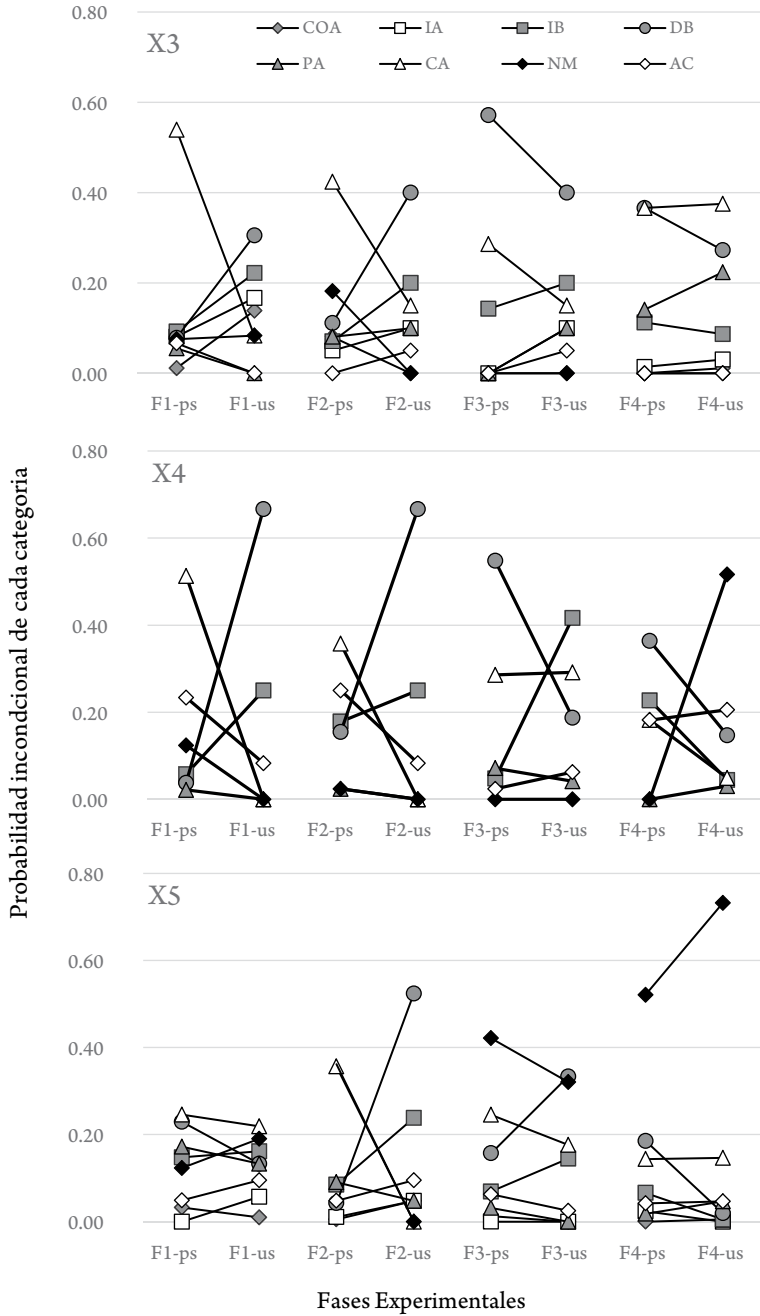 0.80
X3
COA IA IB DB
PA CA NM AC
0.60
0.40
0.20
0.00
F1-ps F1-us F2-ps F2-us F3-ps F3-us F4-ps F4-us
Probabilidad incondcional de cada categoria
0.80
X4
0.60
0.40
0.20
0.00
F1-ps F1-us F2-ps F2-us F3-ps F3-us F4-ps F4-us
0.80
X5
0.60
0.40
0.20
0.00
F1-ps F1-us F2-ps F2-us F3-ps F3-us F4-ps F4-us
Fases Experimentales